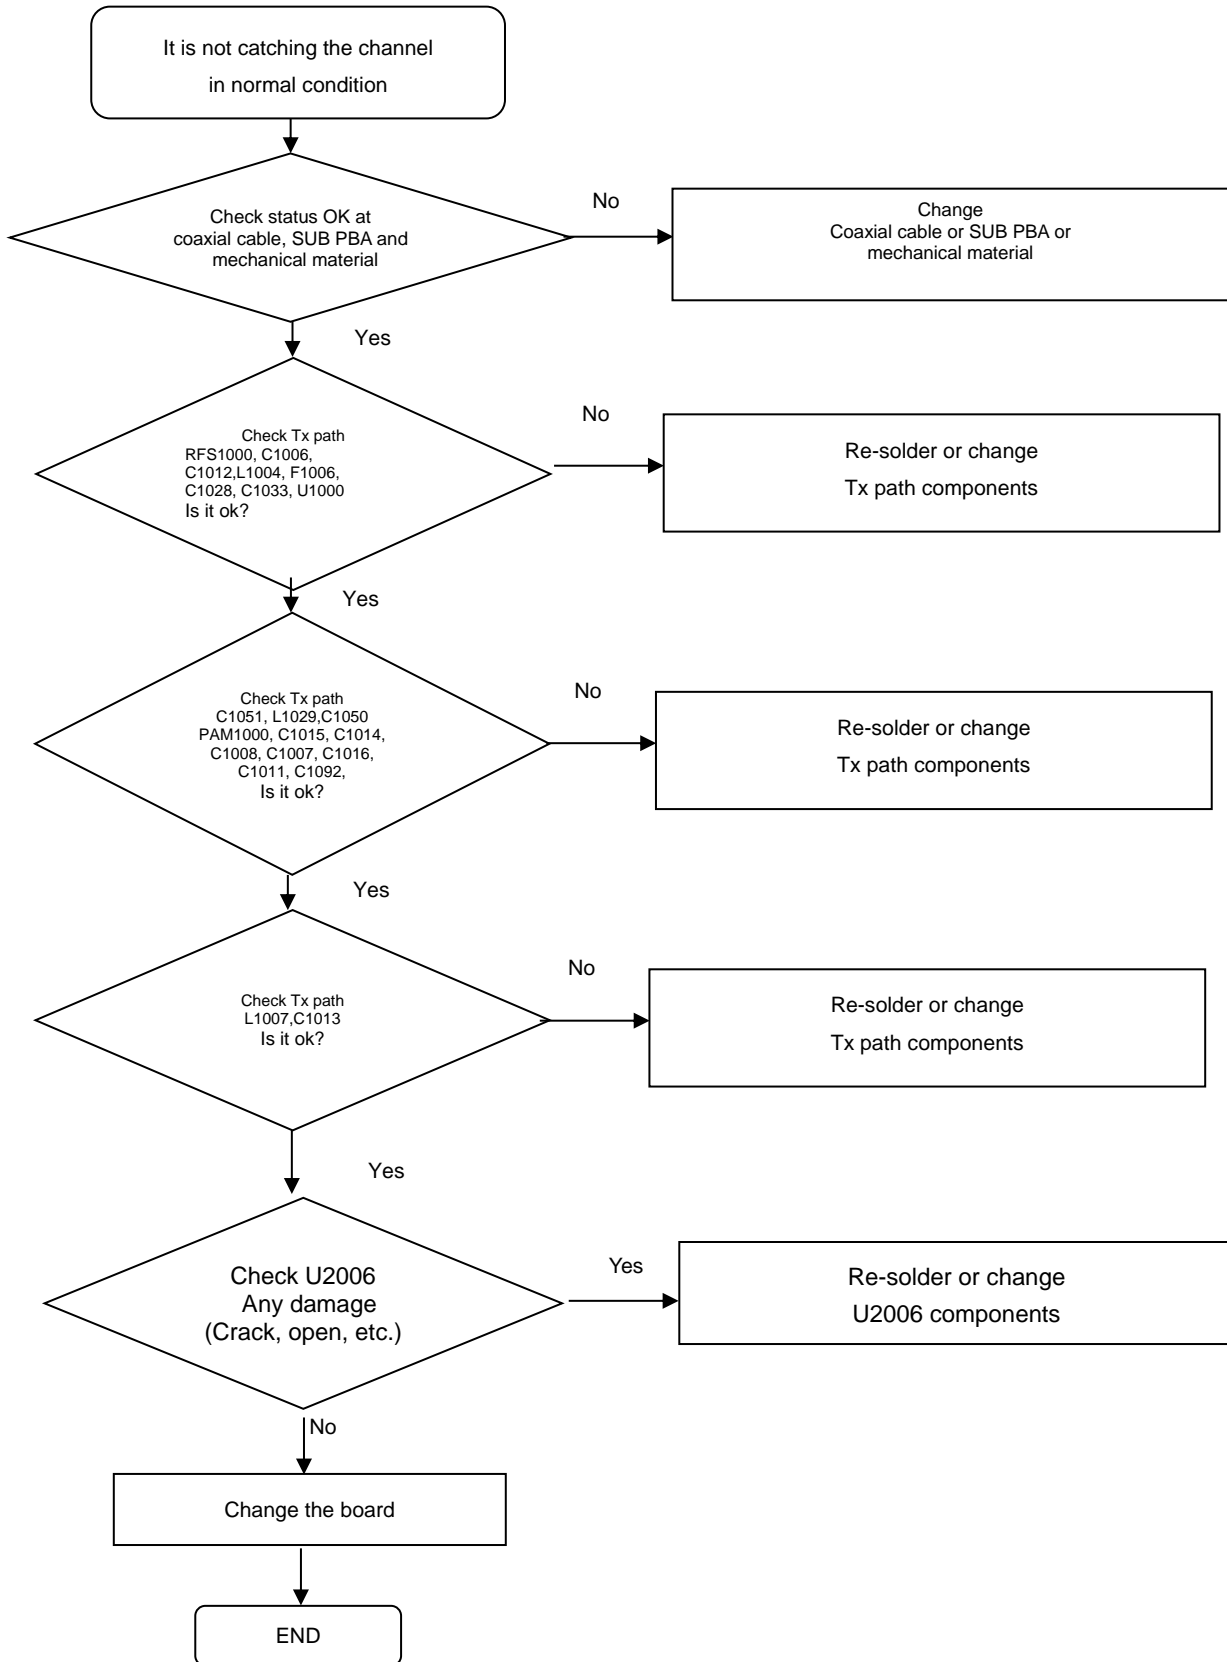 It is not catching the channel
in normal condition
Check status OK at
coaxial cable, SUB PBA and
mechanical material
No
Change
Coaxial cable or SUB PBA or
mechanical material
Yes
Check Tx path
RFS1000, C1006,
C1012,L1004, F1006,
C1028, C1033, U1000
Is it ok?
No
Re-solder or change
Tx path components
Yes
Check Tx path
C1051, L1029,C1050
PAM1000, C1015, C1014,
C1008, C1007, C1016,
C1011, C1092,
Is it ok?
No
Re-solder or change
Tx path components
Yes
Check Tx path
L1007,C1013
Is it ok?
No
Re-solder or change
Tx path components
Yes
Check U2006
Any damage
(Crack, open, etc.)
Yes
Re-solder or change
U2006 components
No
Change the board
END